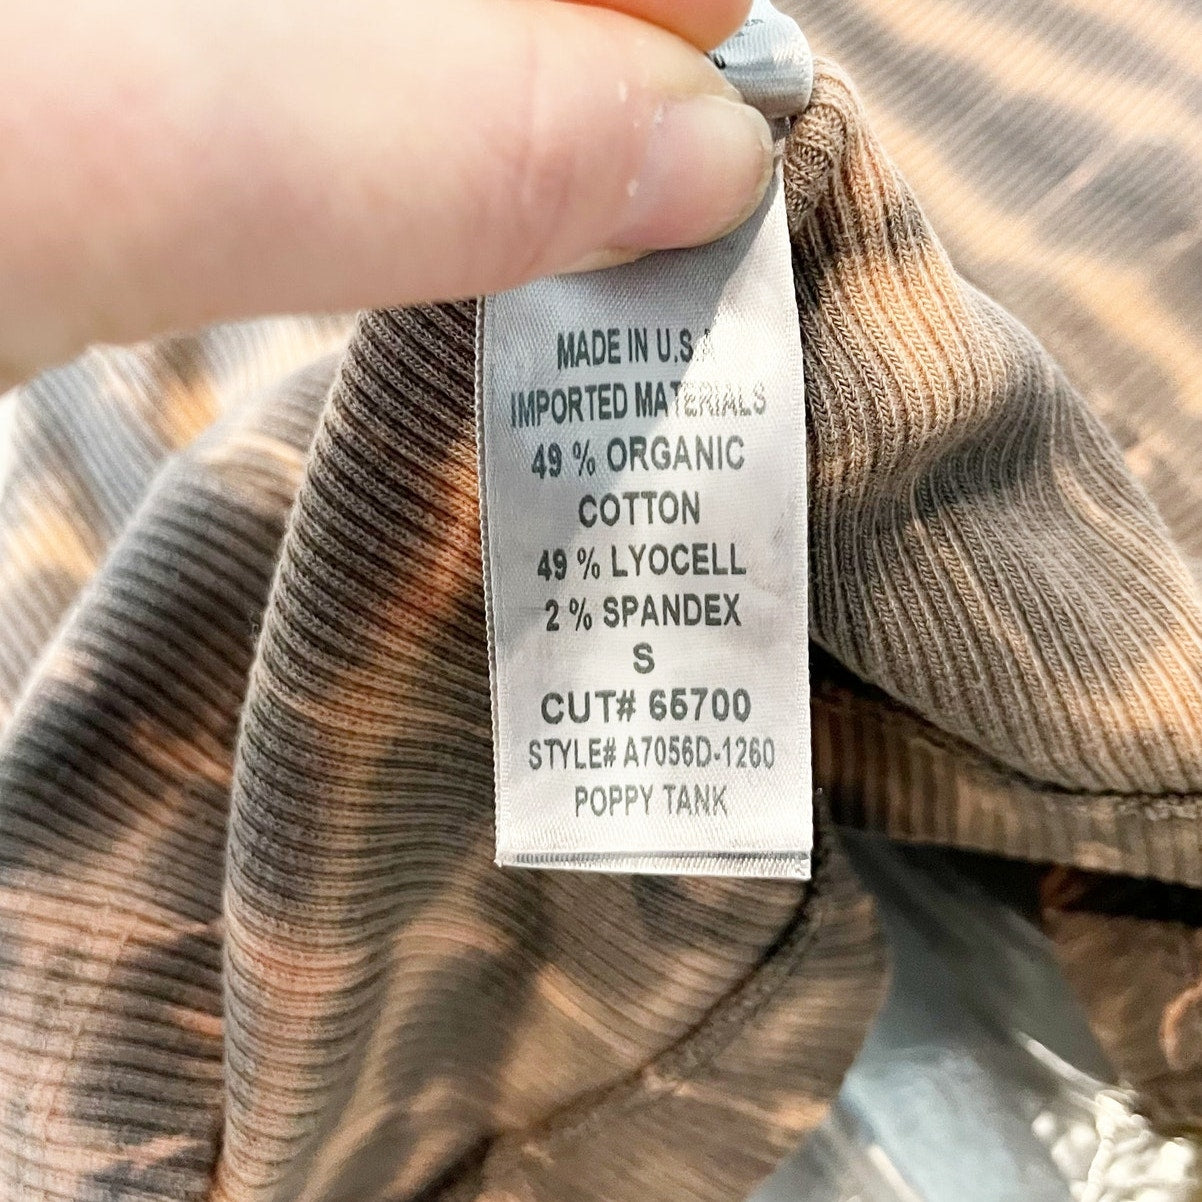 MADE IN U.S.A
IMPORTED MATERIALS
49 % ORGANIC
COTTON
49 % LYOCELL
2 % SPANDEX
S
CUT# 65700
STYLE# A7056D-1260
POPPY TANK